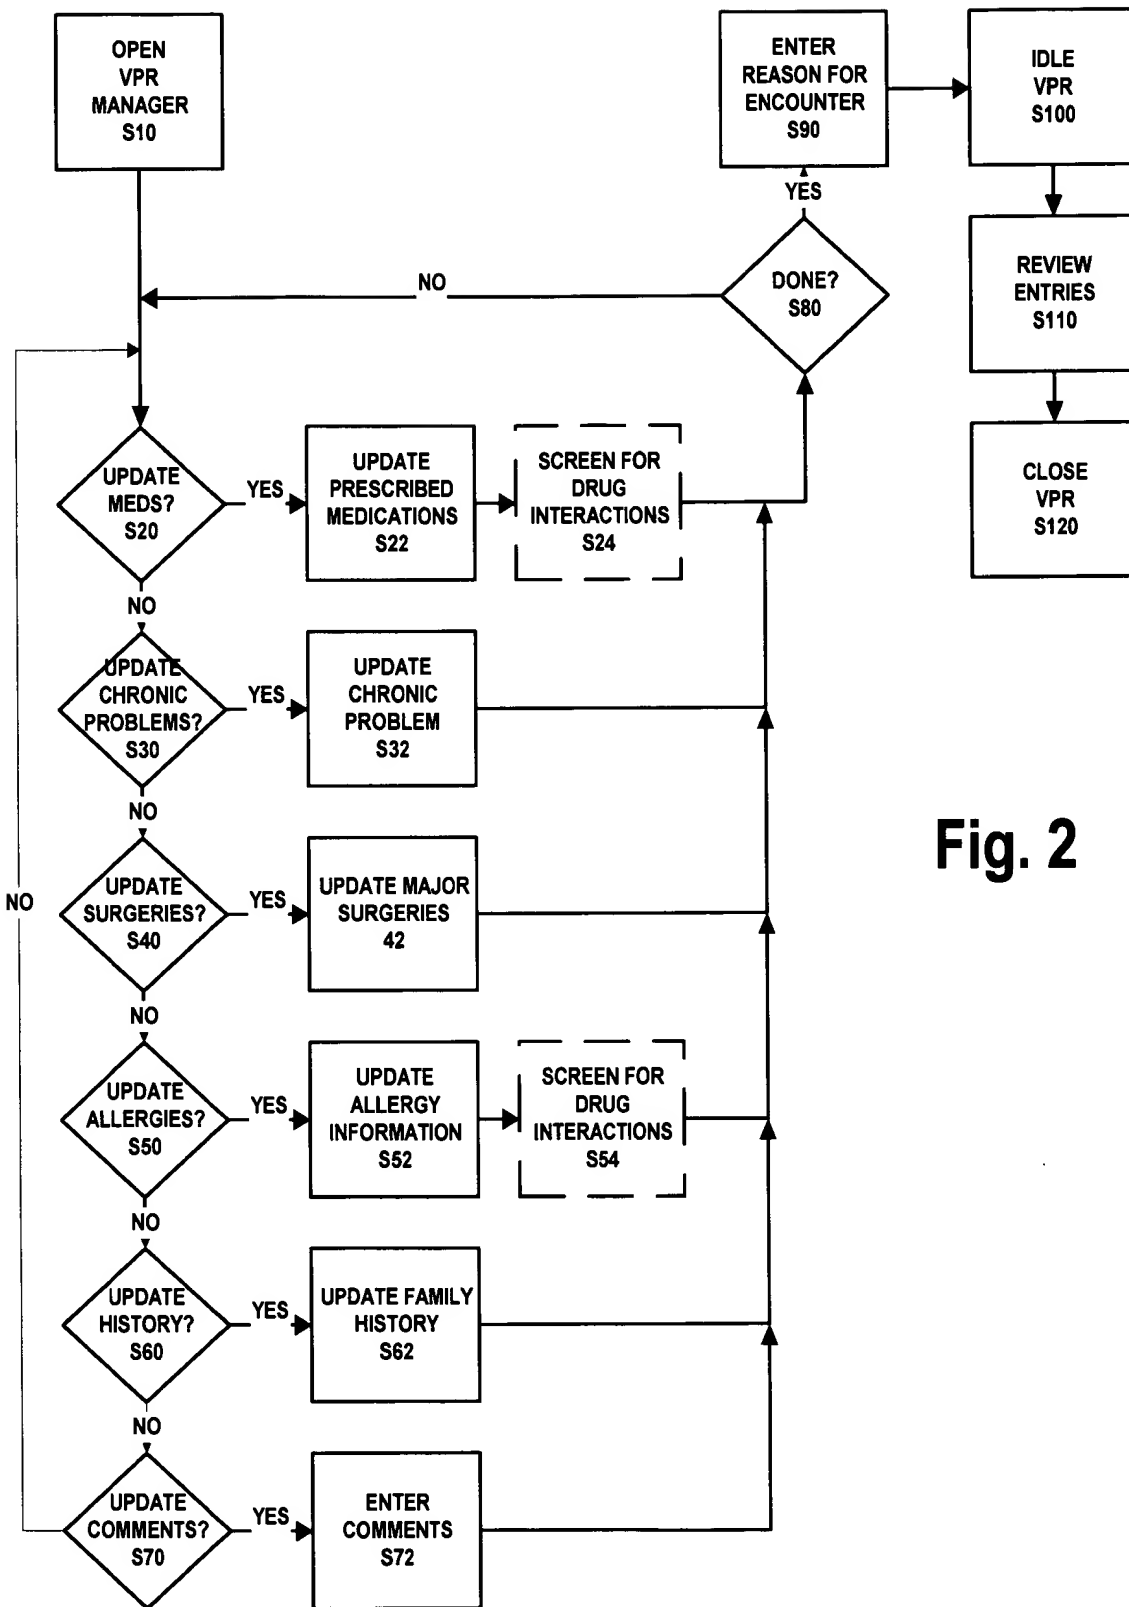 OPEN
VPR
MANAGER
S10
ENTER
REASON FOR
ENCOUNTER
S90
IDLE
VPR
S100
YES
DONE?
S80
NO
REVIEW
ENTRIES
S110
CLOSE
VPR
S120
UPDATE
MEDS?
S20
YES
UPDATE
PRESCRIBED
MEDICATIONS
S22
SCREEN FOR
DRUG
INTERACTIONS
S24
NO
UPDATE
CHRONIC
PROBLEMS?
S30
YES
UPDATE
CHRONIC
PROBLEM
S32
NO
UPDATE
SURGERIES?
S40
YES
UPDATE MAJOR
SURGERIES
42
Fig. 2
NO
NO
UPDATE
ALLERGIES?
S50
YES
UPDATE
ALLERGY
INFORMATION
S52
SCREEN FOR
DRUG
INTERACTIONS
S54
NO
UPDATE
HISTORY?
S60
YES
UPDATE FAMILY
HISTORY
S62
NO
UPDATE
COMMENTS?
S70
YES
ENTER
COMMENTS
S72